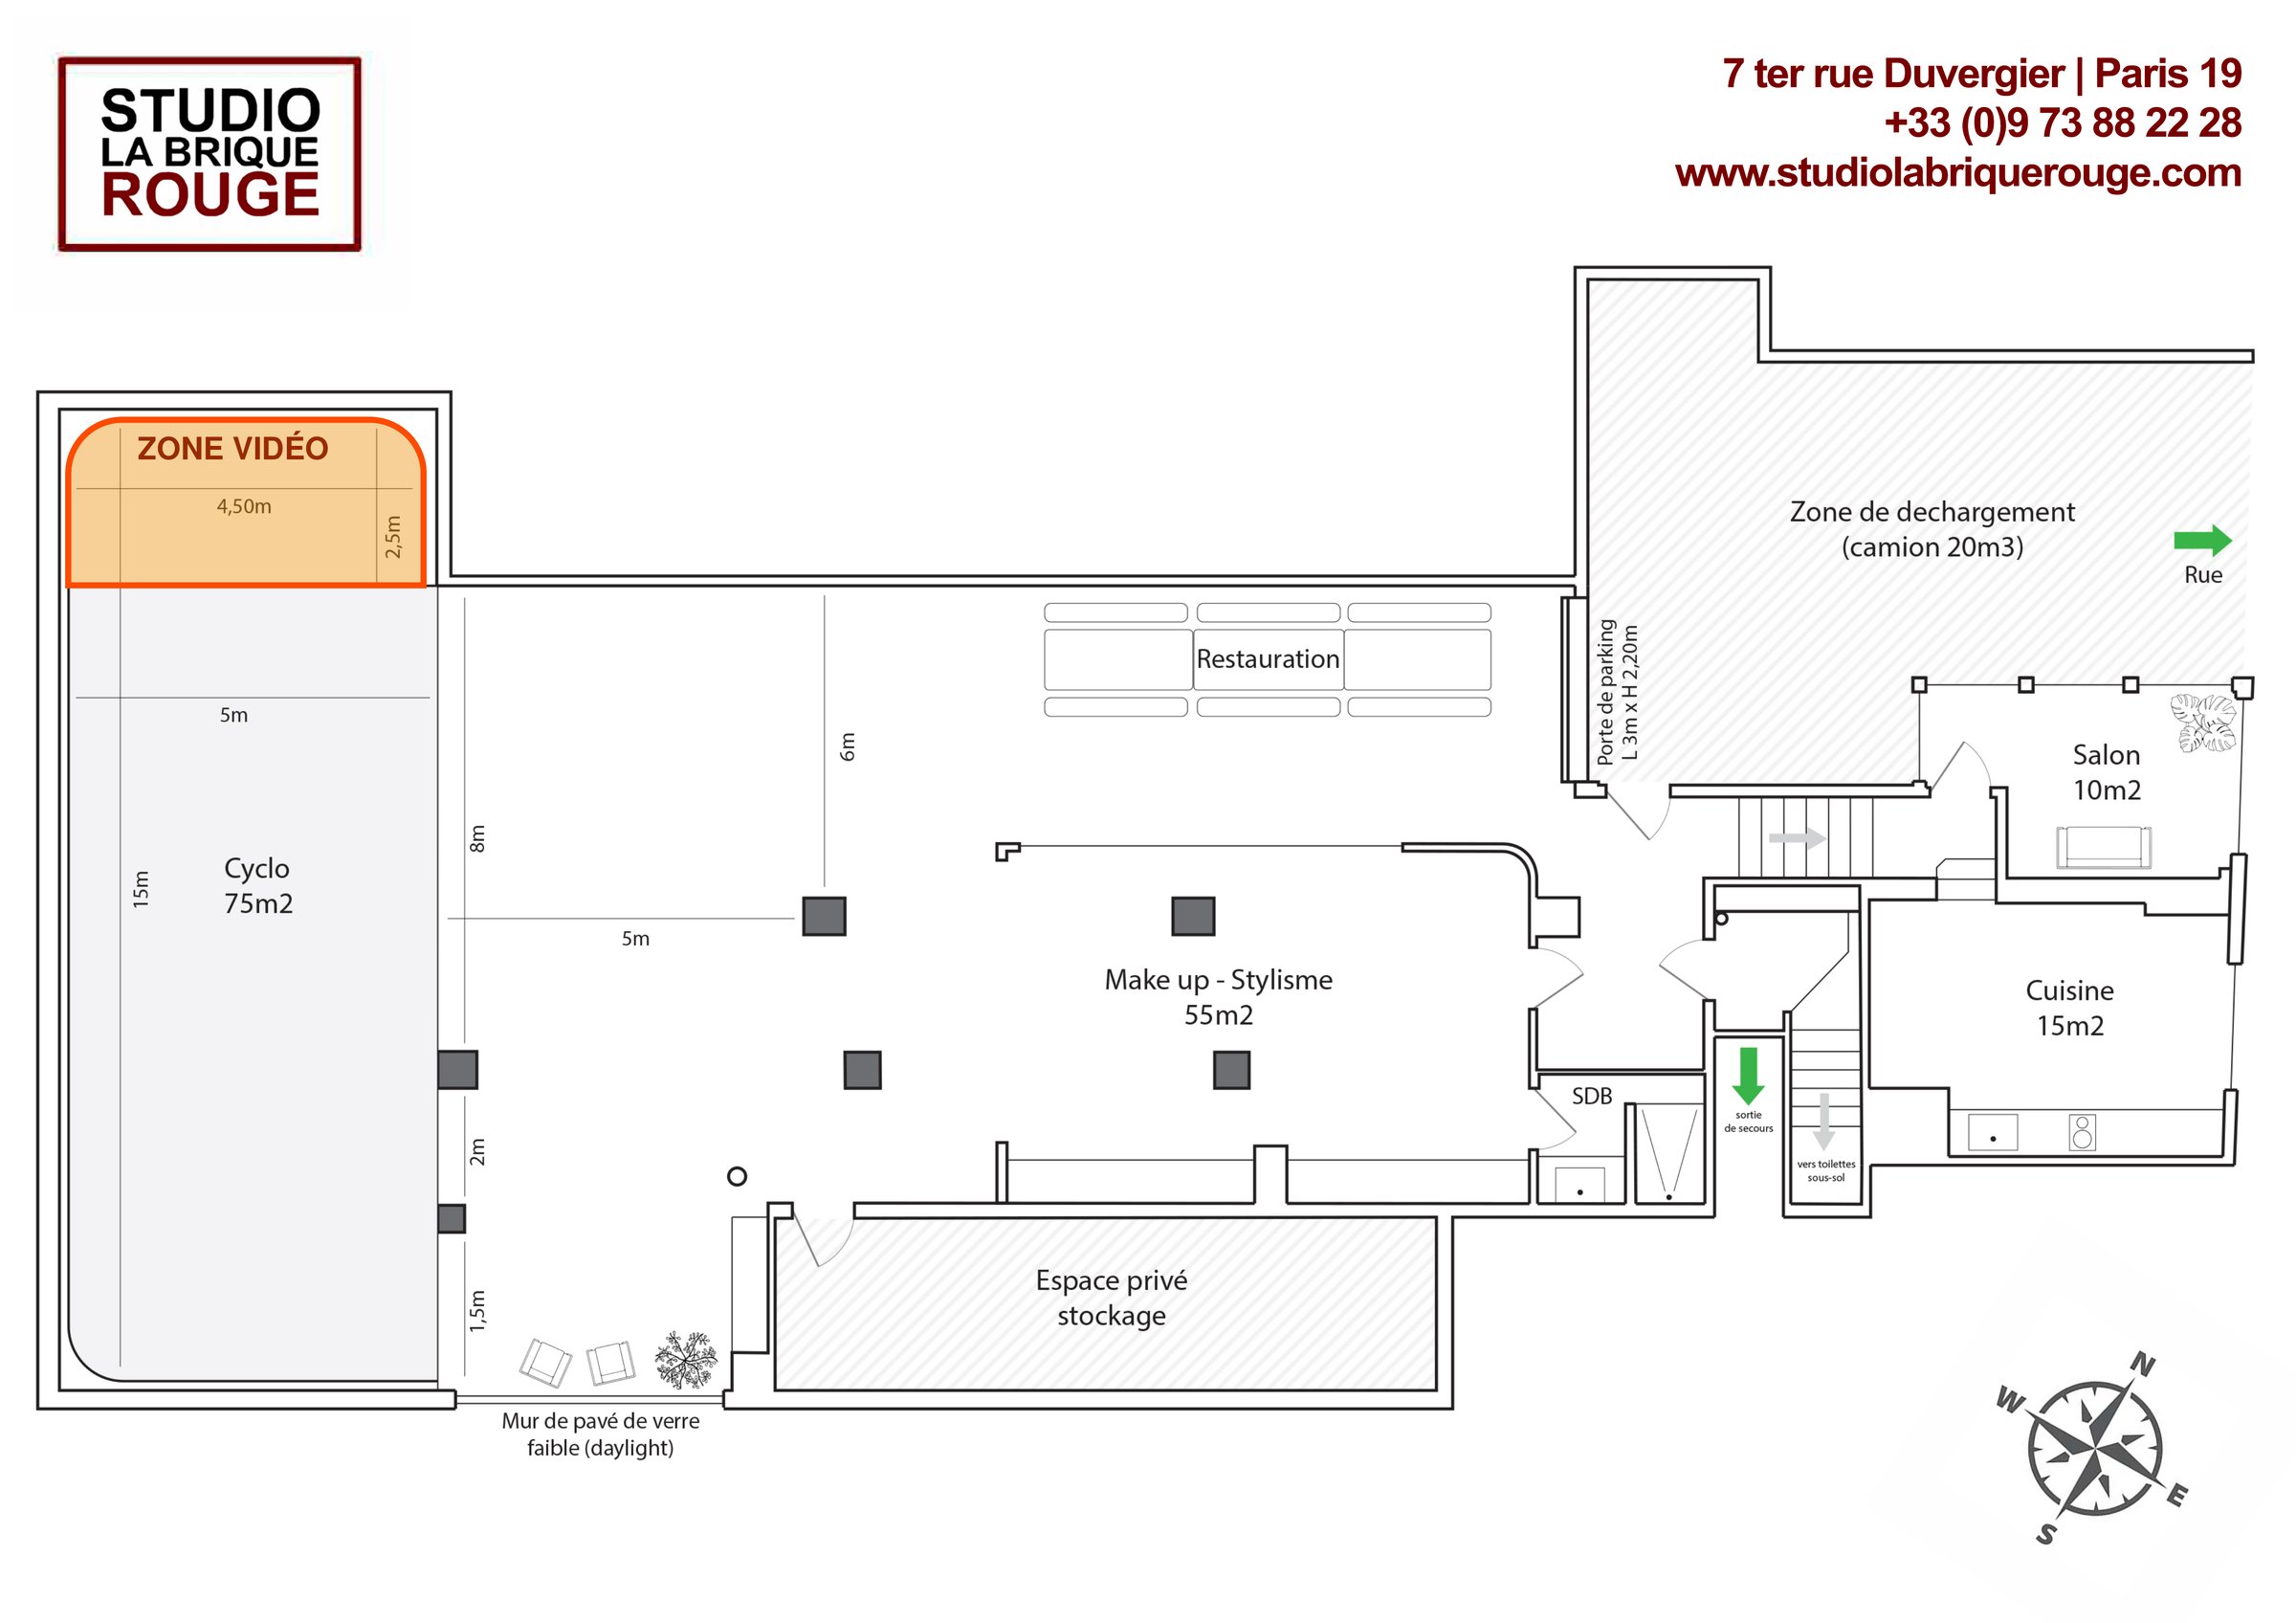 STUDIO
LA BRIQUE
ROUGE
7 ter rue Duvergier | Paris 19
+33 (0)9 73 88 22 28
www.studiolabriquerouge.com
ZONE VIDÉO
4,50m
2,5m
5m
15m
Cyclo
75m2
8m
2m
1,5m
6m
5m
Restauration
Porte de parking
L 3m x H 2,20m
Zone de dechargement
(camion 20m3)
Rue
Salon
10m2
Make up - Stylisme
55m2
Cuisine
15m2
SDB
sortie
de secours
vers toilettes
sous-sol
Espace privé
stockage
Mur de pavé de verre
faible (daylight)
N
W
E
S